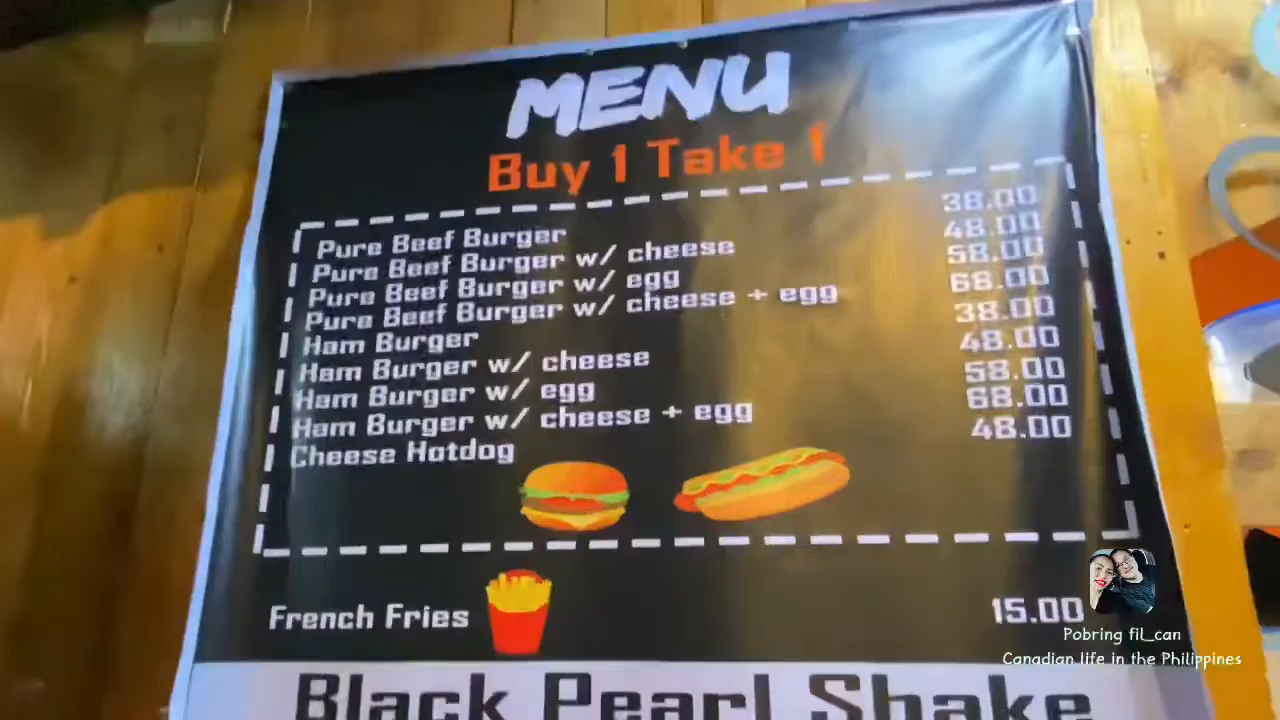 MENU
Buy 1 Take 1
Pure Beef Burger 38.00
Pure Beef Burger w/ cheese 48.00
Pure Beef Burger w/ egg 58.00
Pure Beef Burger w/ cheese + egg 68.00
Ham Burger 38.00
Ham Burger w/ cheese 48.00
Ham Burger w/ egg 58.00
Ham Burger w/ cheese + egg 68.00
Cheese Hotdog 48.00
French Fries 15.00
Pobring fil_can
Canadian life in the Philippines
Black Pearl Shake